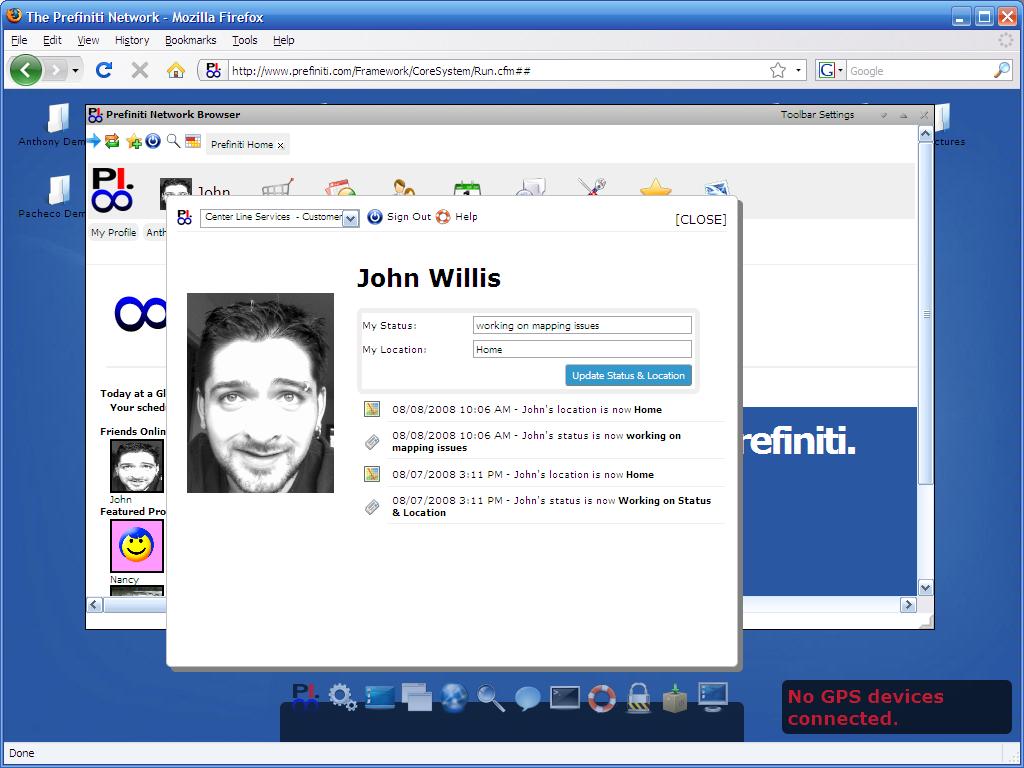 The Prefiniti Network - Mozilla Firefox
File Edit View History Bookmarks Tools Help
http://www.prefiniti.com/Framework/CoreSystem/Run.cfm##
Google
Prefiniti Network Browser
Toolbar Settings
Anthony Dem
ctures
Prefiniti Home x
John
Pacheco Dem
My Profile Anth
Center Line Services - Customer
Sign Out Help
[CLOSE]
John Willis
My Status: working on mapping issues
My Location: Home
Update Status & Location
08/08/2008 10:06 AM - John's location is now Home
08/08/2008 10:06 AM - John's status is now working on
mapping issues
08/07/2008 3:11 PM - John's location is now Home
08/07/2008 3:11 PM - John's status is now Working on Status
& Location
Today at a Gl
Your sched
Friends Onlin
John
Featured Pro
Nancy
refiniti.
No GPS devices
connected.
Done